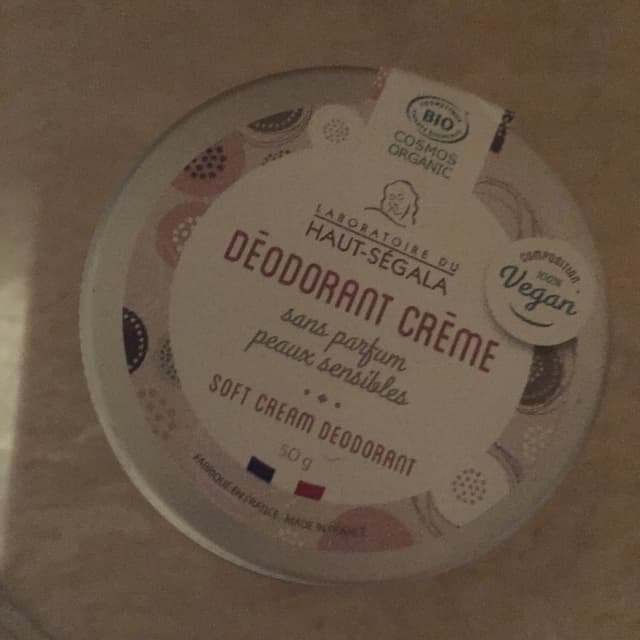 BIO
COSMOS
ORGANIC
LABORATOIRE DU
HAUT-SÉGALA
COMPOSITION
100%
Vegan
DÉODORANT CRÈME
sans parfum
peaux sensibles
SOFT CREAM DEODORANT
50 g
FABRIQUÉ EN FRANCE - MADE IN FRANCE